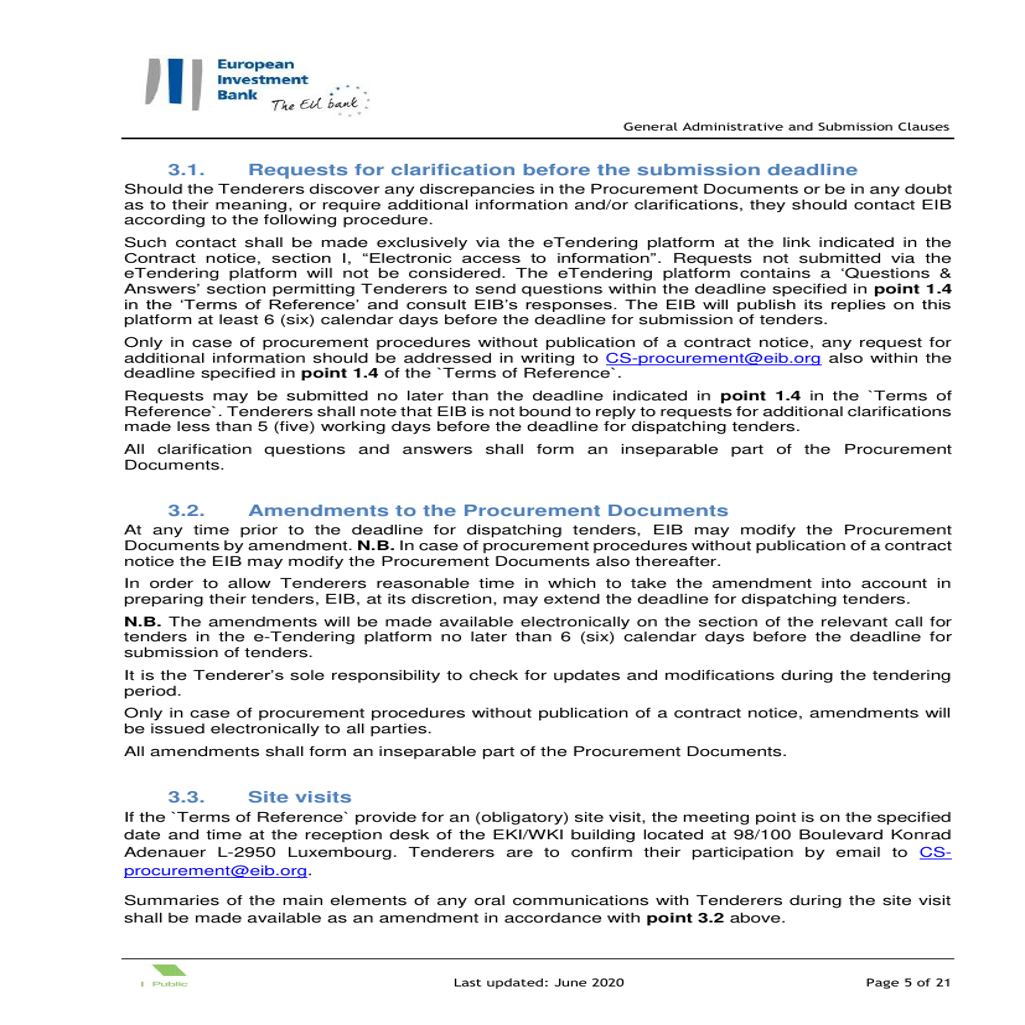 European
Investment
Bank The EIB bank
General Administrative and Submission Clauses
3.1. Requests for clarification before the submission deadline
Should the Tenderers discover any discrepancies in the Procurement Documents or be in any doubt
as to their meaning, or require additional information and/or clarifications, they should contact EIB
according to the following procedure.
Such contact shall be made exclusively via the eTendering platform at the link indicated in the
Contract notice, section I, “Electronic access to information”. Requests not submitted via the
eTendering platform will not be considered. The eTendering platform contains a ‘Questions &
Answers’ section permitting Tenderers to send questions within the deadline specified in point 1.4
in the ‘Terms of Reference’ and consult EIB’s responses. The EIB will publish its replies on this
platform at least 6 (six) calendar days before the deadline for submission of tenders.
Only in case of procurement procedures without publication of a contract notice, any request for
additional information should be addressed in writing to CS-procurement@eib.org also within the
deadline specified in point 1.4 of the `Terms of Reference`.
Requests may be submitted no later than the deadline indicated in point 1.4 in the `Terms of
Reference`. Tenderers shall note that EIB is not bound to reply to requests for additional clarifications
made less than 5 (five) working days before the deadline for dispatching tenders.
All clarification questions and answers shall form an inseparable part of the Procurement
Documents.
3.2. Amendments to the Procurement Documents
At any time prior to the deadline for dispatching tenders, EIB may modify the Procurement
Documents by amendment. N.B. In case of procurement procedures without publication of a contract
notice the EIB may modify the Procurement Documents also thereafter.
In order to allow Tenderers reasonable time in which to take the amendment into account in
preparing their tenders, EIB, at its discretion, may extend the deadline for dispatching tenders.
N.B. The amendments will be made available electronically on the section of the relevant call for
tenders in the e-Tendering platform no later than 6 (six) calendar days before the deadline for
submission of tenders.
It is the Tenderer’s sole responsibility to check for updates and modifications during the tendering
period.
Only in case of procurement procedures without publication of a contract notice, amendments will
be issued electronically to all parties.
All amendments shall form an inseparable part of the Procurement Documents.
3.3. Site visits
If the `Terms of Reference` provide for an (obligatory) site visit, the meeting point is on the specified
date and time at the reception desk of the EKI/WKI building located at 98/100 Boulevard Konrad
Adenauer L-2950 Luxembourg. Tenderers are to confirm their participation by email to CS-
procurement@eib.org.
Summaries of the main elements of any oral communications with Tenderers during the site visit
shall be made available as an amendment in accordance with point 3.2 above.
I Public Last updated: June 2020 Page 5 of 21